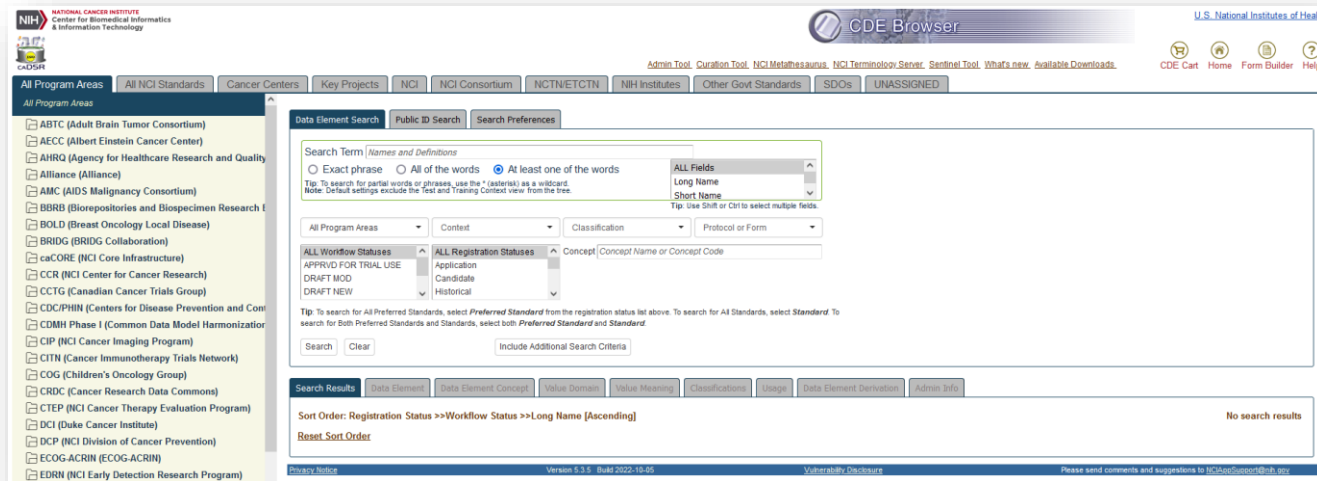 NIH
NATIONAL CANCER INSTITUTE
Center for Biomedical Informatics
& Information Technology
caDSR
CDE Browser
U.S. National Institutes of Heal
Admin Tool Curation Tool NCI Metathesaurus NCI Terminology Server Sentinel Tool What's new Available Downloads
CDE Cart Home Form Builder Help
All Program Areas All NCI Standards Cancer Centers Key Projects NCI NCI Consortium NCTN/ETCTN NIH Institutes Other Govt Standards SDOs UNASSIGNED
All Program Areas
ABTC (Adult Brain Tumor Consortium)
AECC (Albert Einstein Cancer Center)
AHRQ (Agency for Healthcare Research and Quality
Alliance (Alliance)
AMC (AIDS Malignancy Consortium)
BBRB (Biorepositories and Biospecimen Research B
BOLD (Breast Oncology Local Disease)
BRIDG (BRIDG Collaboration)
caCORE (NCI Core Infrastructure)
CCR (NCI Center for Cancer Research)
CCTG (Canadian Cancer Trials Group)
CDC/PHIN (Centers for Disease Prevention and Cont
CDMH Phase I (Common Data Model Harmonization
CIP (NCI Cancer Imaging Program)
CITN (Cancer Immunotherapy Trials Network)
COG (Children's Oncology Group)
CRDC (Cancer Research Data Commons)
CTEP (NCI Cancer Therapy Evaluation Program)
DCI (Duke Cancer Institute)
DCP (NCI Division of Cancer Prevention)
ECOG-ACRIN (ECOG-ACRIN)
EDRN (NCI Early Detection Research Program)
Data Element Search Public ID Search Search Preferences
Search Term Names and Definitions
Exact phrase All of the words At least one of the words
Tip: To search for partial words or phrases, use the * (asterisk) as a wildcard.
Note: Default settings exclude the Test and Training Context view from the tree.
ALL Fields
Long Name
Short Name
Tip: Use Shift or Ctrl to select multiple fields.
All Program Areas Context Classification Protocol or Form
ALL Workflow Statuses
APPRVD FOR TRIAL USE
DRAFT MOD
DRAFT NEW
ALL Registration Statuses
Application
Candidate
Historical
Concept Concept Name or Concept Code
Tip: To search for All Preferred Standards, select Preferred Standard from the registration status list above. To search for All Standards, select Standard. To
search for Both Preferred Standards and Standards, select both Preferred Standard and Standard.
Search Clear Include Additional Search Criteria
Search Results Data Element Data Element Concept Value Domain Value Meaning Classifications Usage Data Element Derivation Admin Info
Sort Order: Registration Status >>Workflow Status >>Long Name [Ascending] No search results
Reset Sort Order
Privacy Notice Version 5.3.5 Build 2022-10-05 Vulnerability Disclosure Please send comments and suggestions to NCIAppSupport@nih.gov